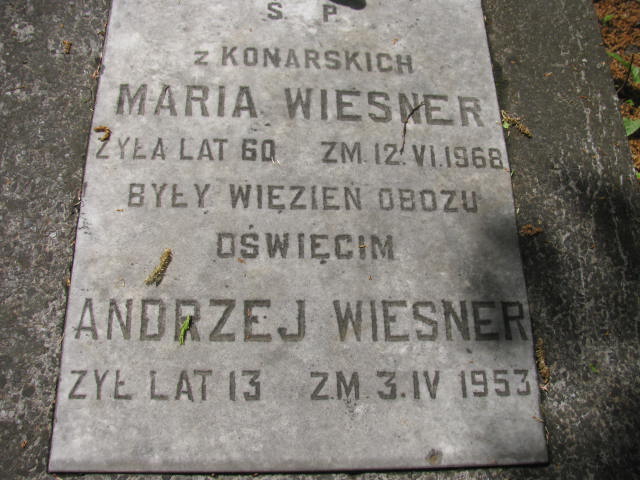 Ś P
z KONARSKICH
MARIA WIESNER
ŻYŁA LAT 60 ZM. 12.VI.1968
BYŁY WIĘZIEŃ OBOZU
OŚWIĘCIM
ANDRZEJ WIESNER
ŻYŁ LAT 13 ZM. 3.IV 1953